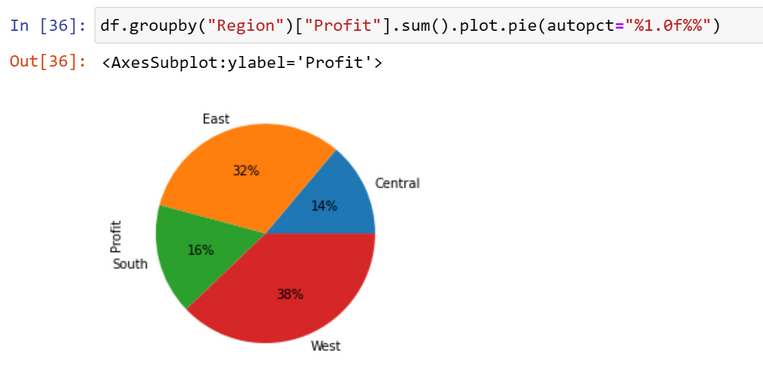 In [36]: df.groupby("Region")["Profit"].sum().plot.pie(autopct="%1.0f%%")
Out[36]: <AxesSubplot:ylabel='Profit'>
East
32%
Central
14%
Profit
16%
South
38%
West